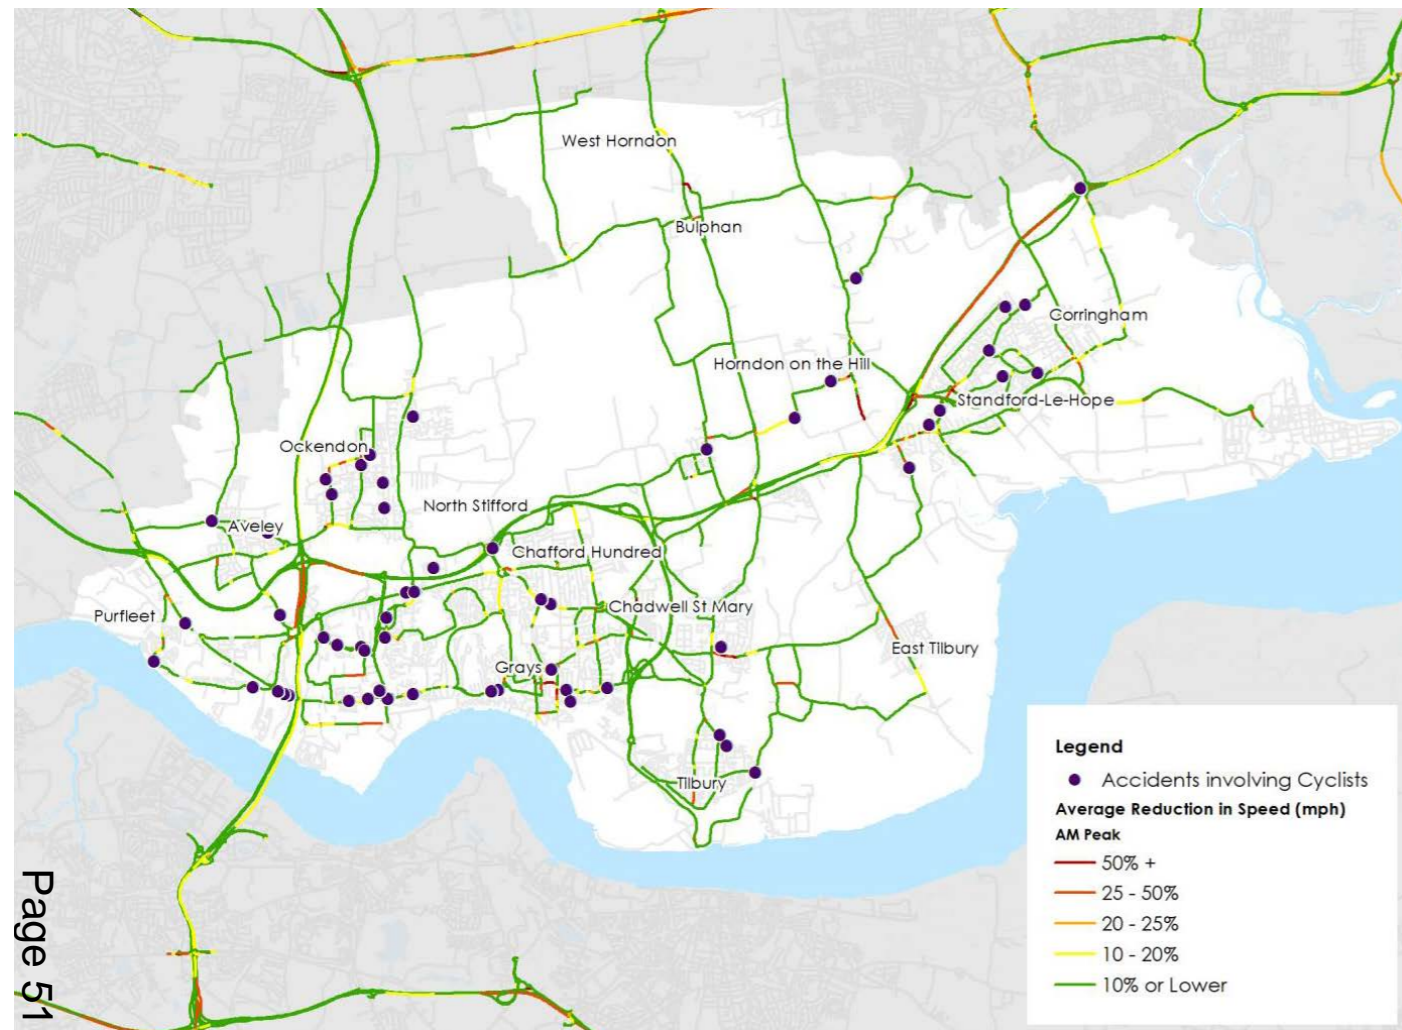 West Horndon
Bulphan
Corringham
Horndon on the Hill
Standford-Le-Hope
Ockendon
North Stifford
Aveley
Chafford Hundred
Purfleet
Chadwell St Mary
East Tilbury
Grays
Tilbury
Legend
Accidents involving Cyclists
Average Reduction in Speed (mph)
AM Peak
50% +
25 - 50%
20 - 25%
10 - 20%
10% or Lower
Page 51